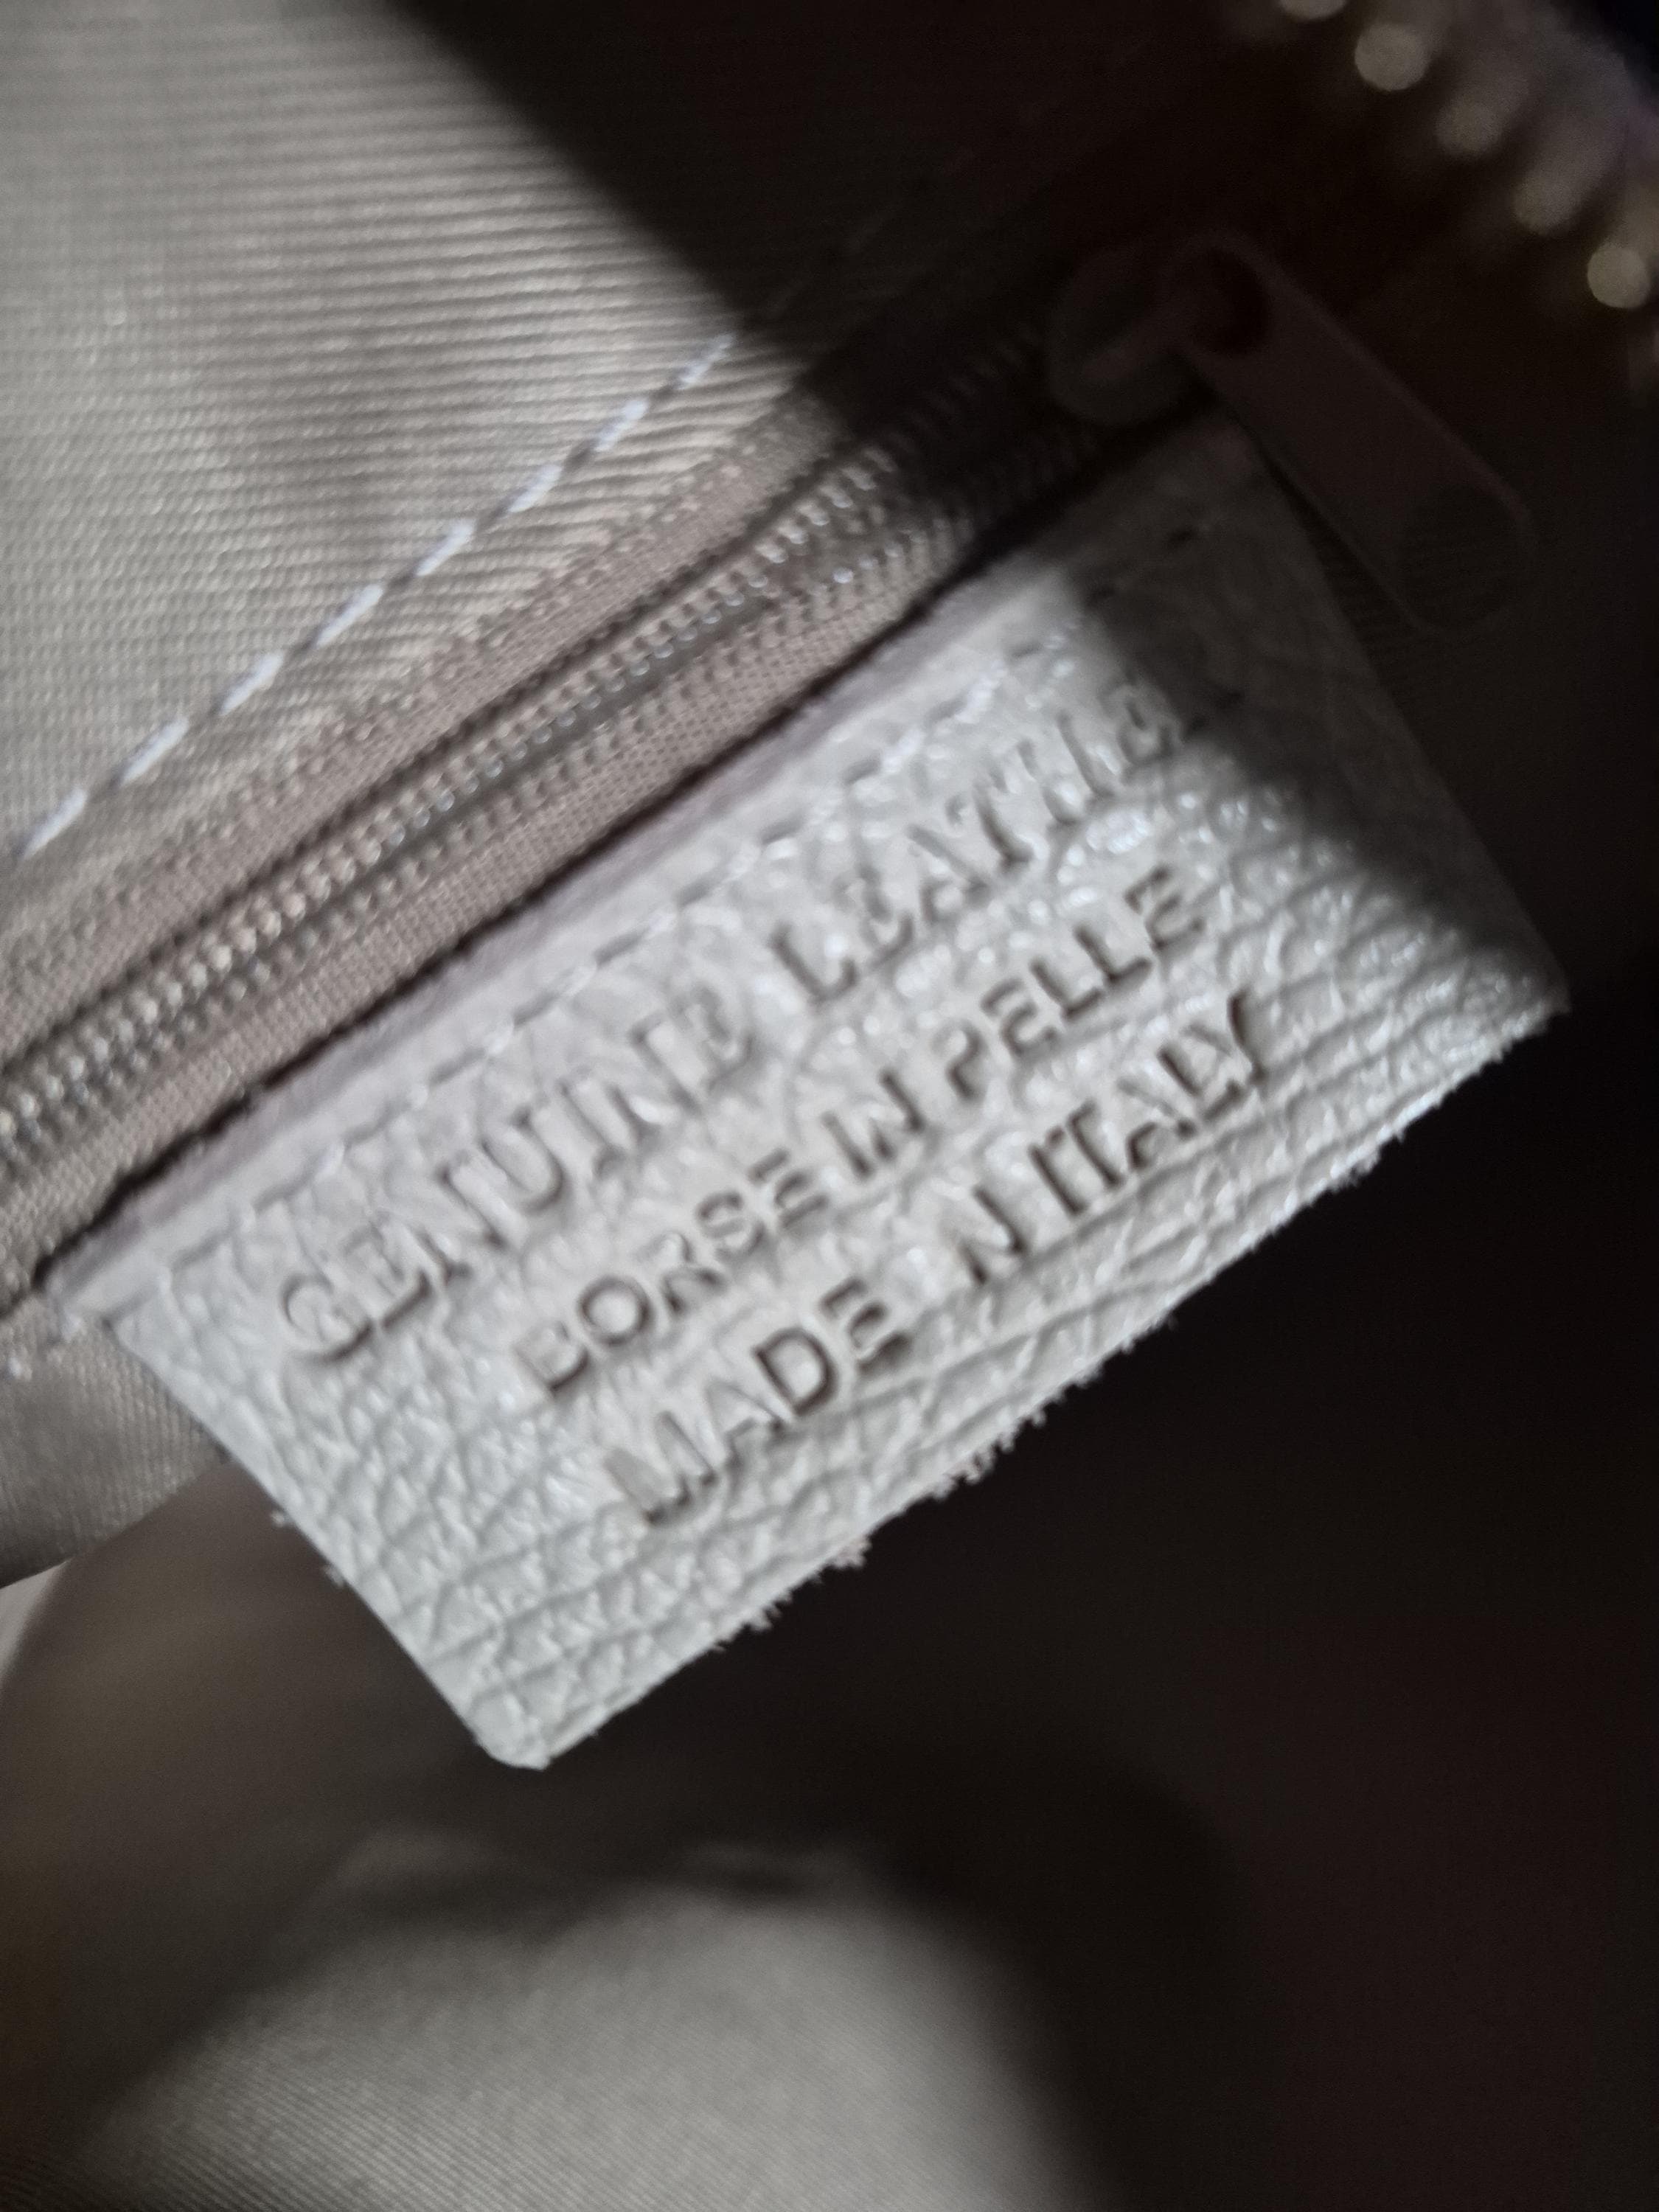 GENUINE LEATHER
BORSE IN PELLE
MADE IN ITALY